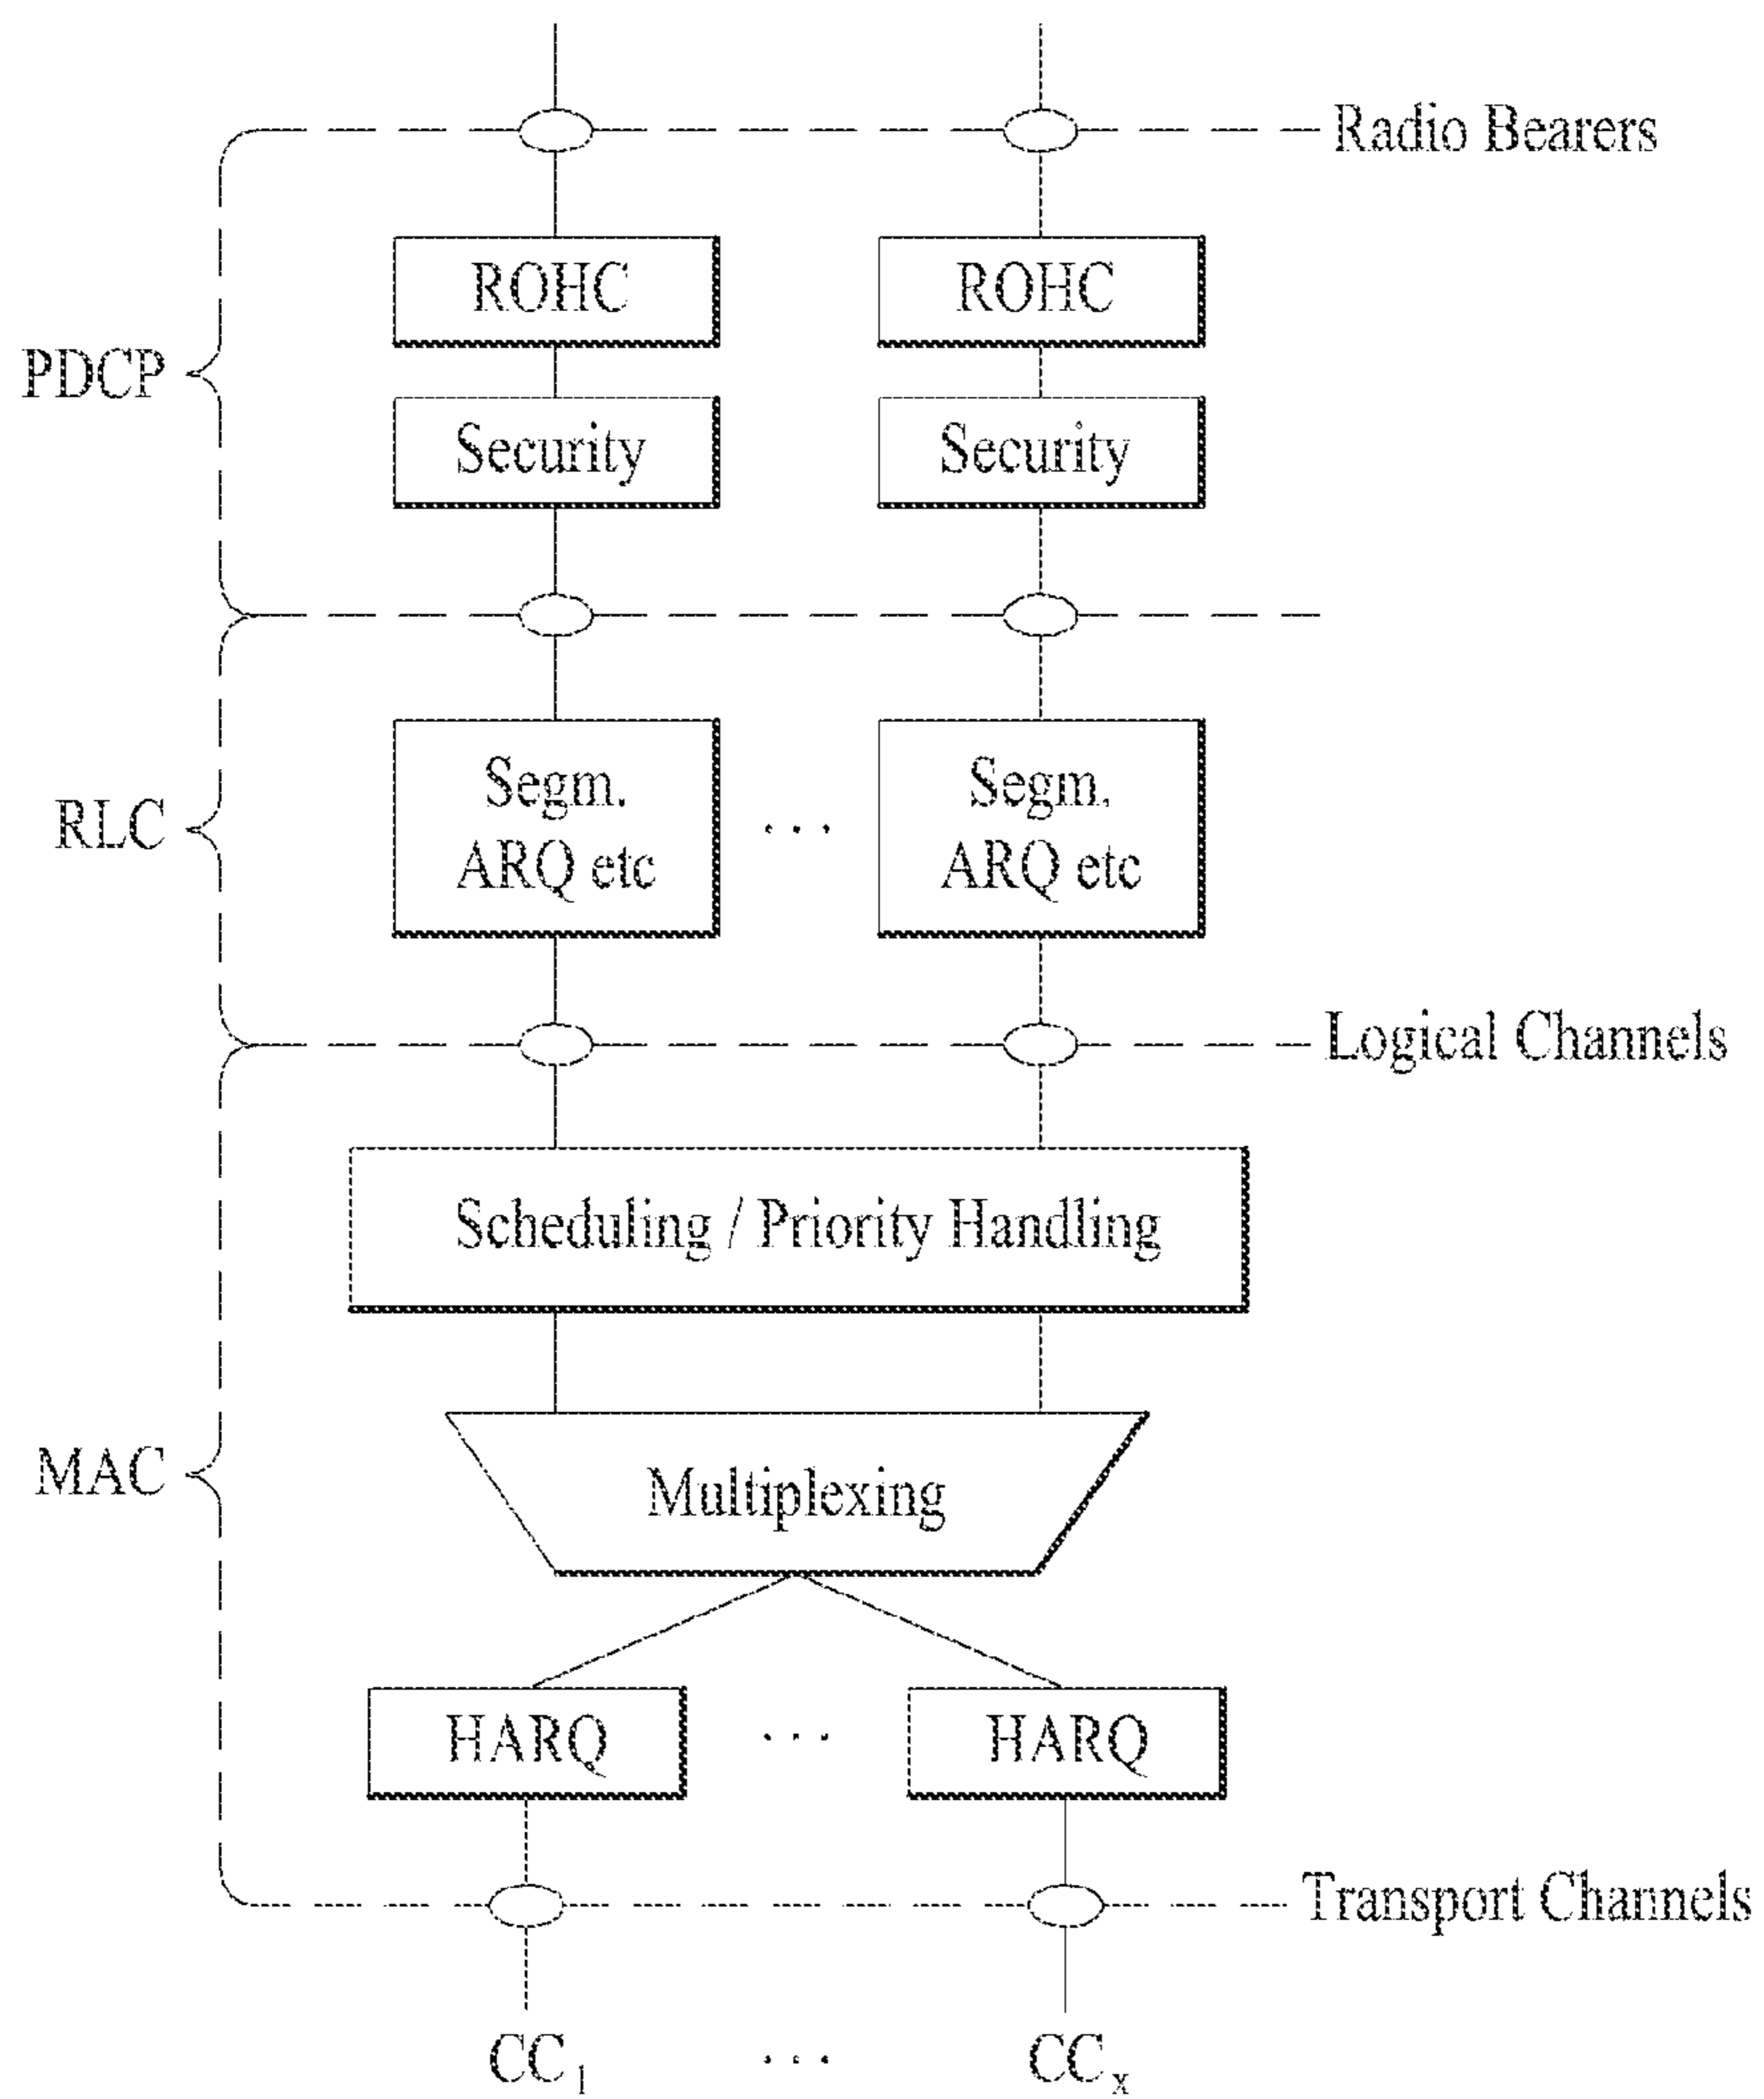 Radio Bearers
ROHC ROHC
PDCP
Security Security
Segm. Segm.
RLC ...  ...
ARQ etc ARQ etc
Logical Channels
Scheduling / Priority Handling
MAC
Multiplexing
HARQ ... HARQ
Transport Channels
CC1 ... CCx